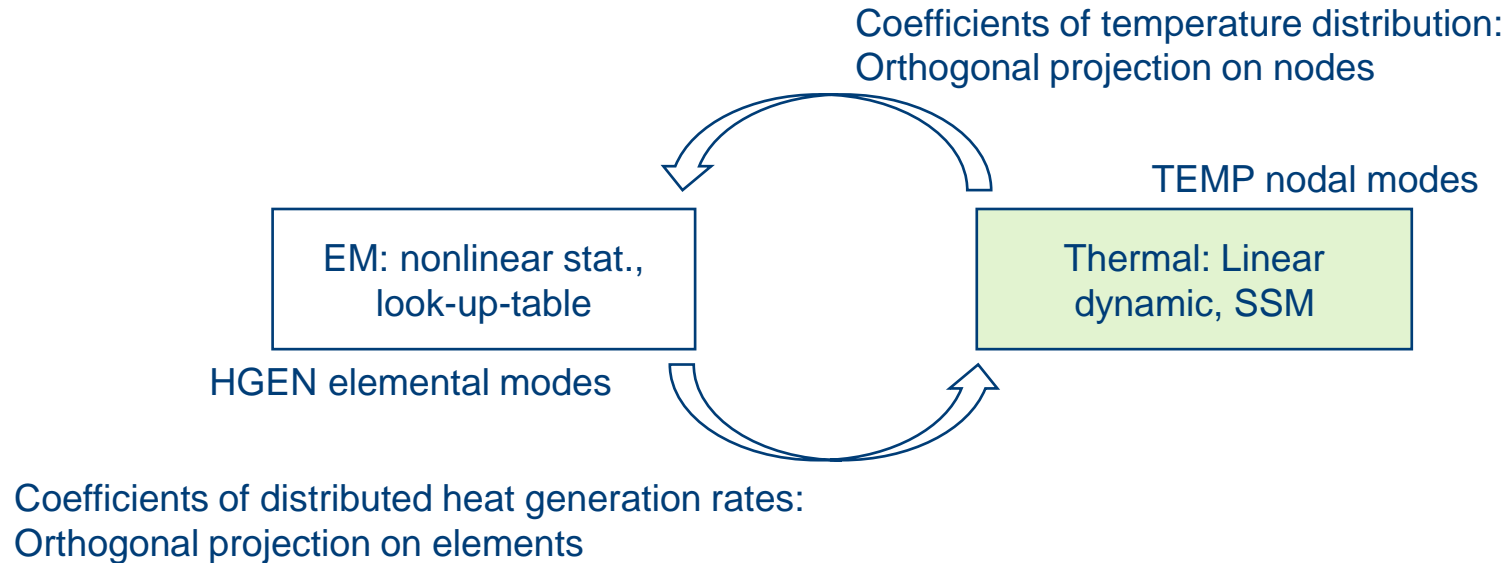 Coefficients of temperature distribution:
Orthogonal projection on nodes
TEMP nodal modes
EM: nonlinear stat.,
look-up-table
Thermal: Linear
dynamic, SSM
HGEN elemental modes
Coefficients of distributed heat generation rates:
Orthogonal projection on elements